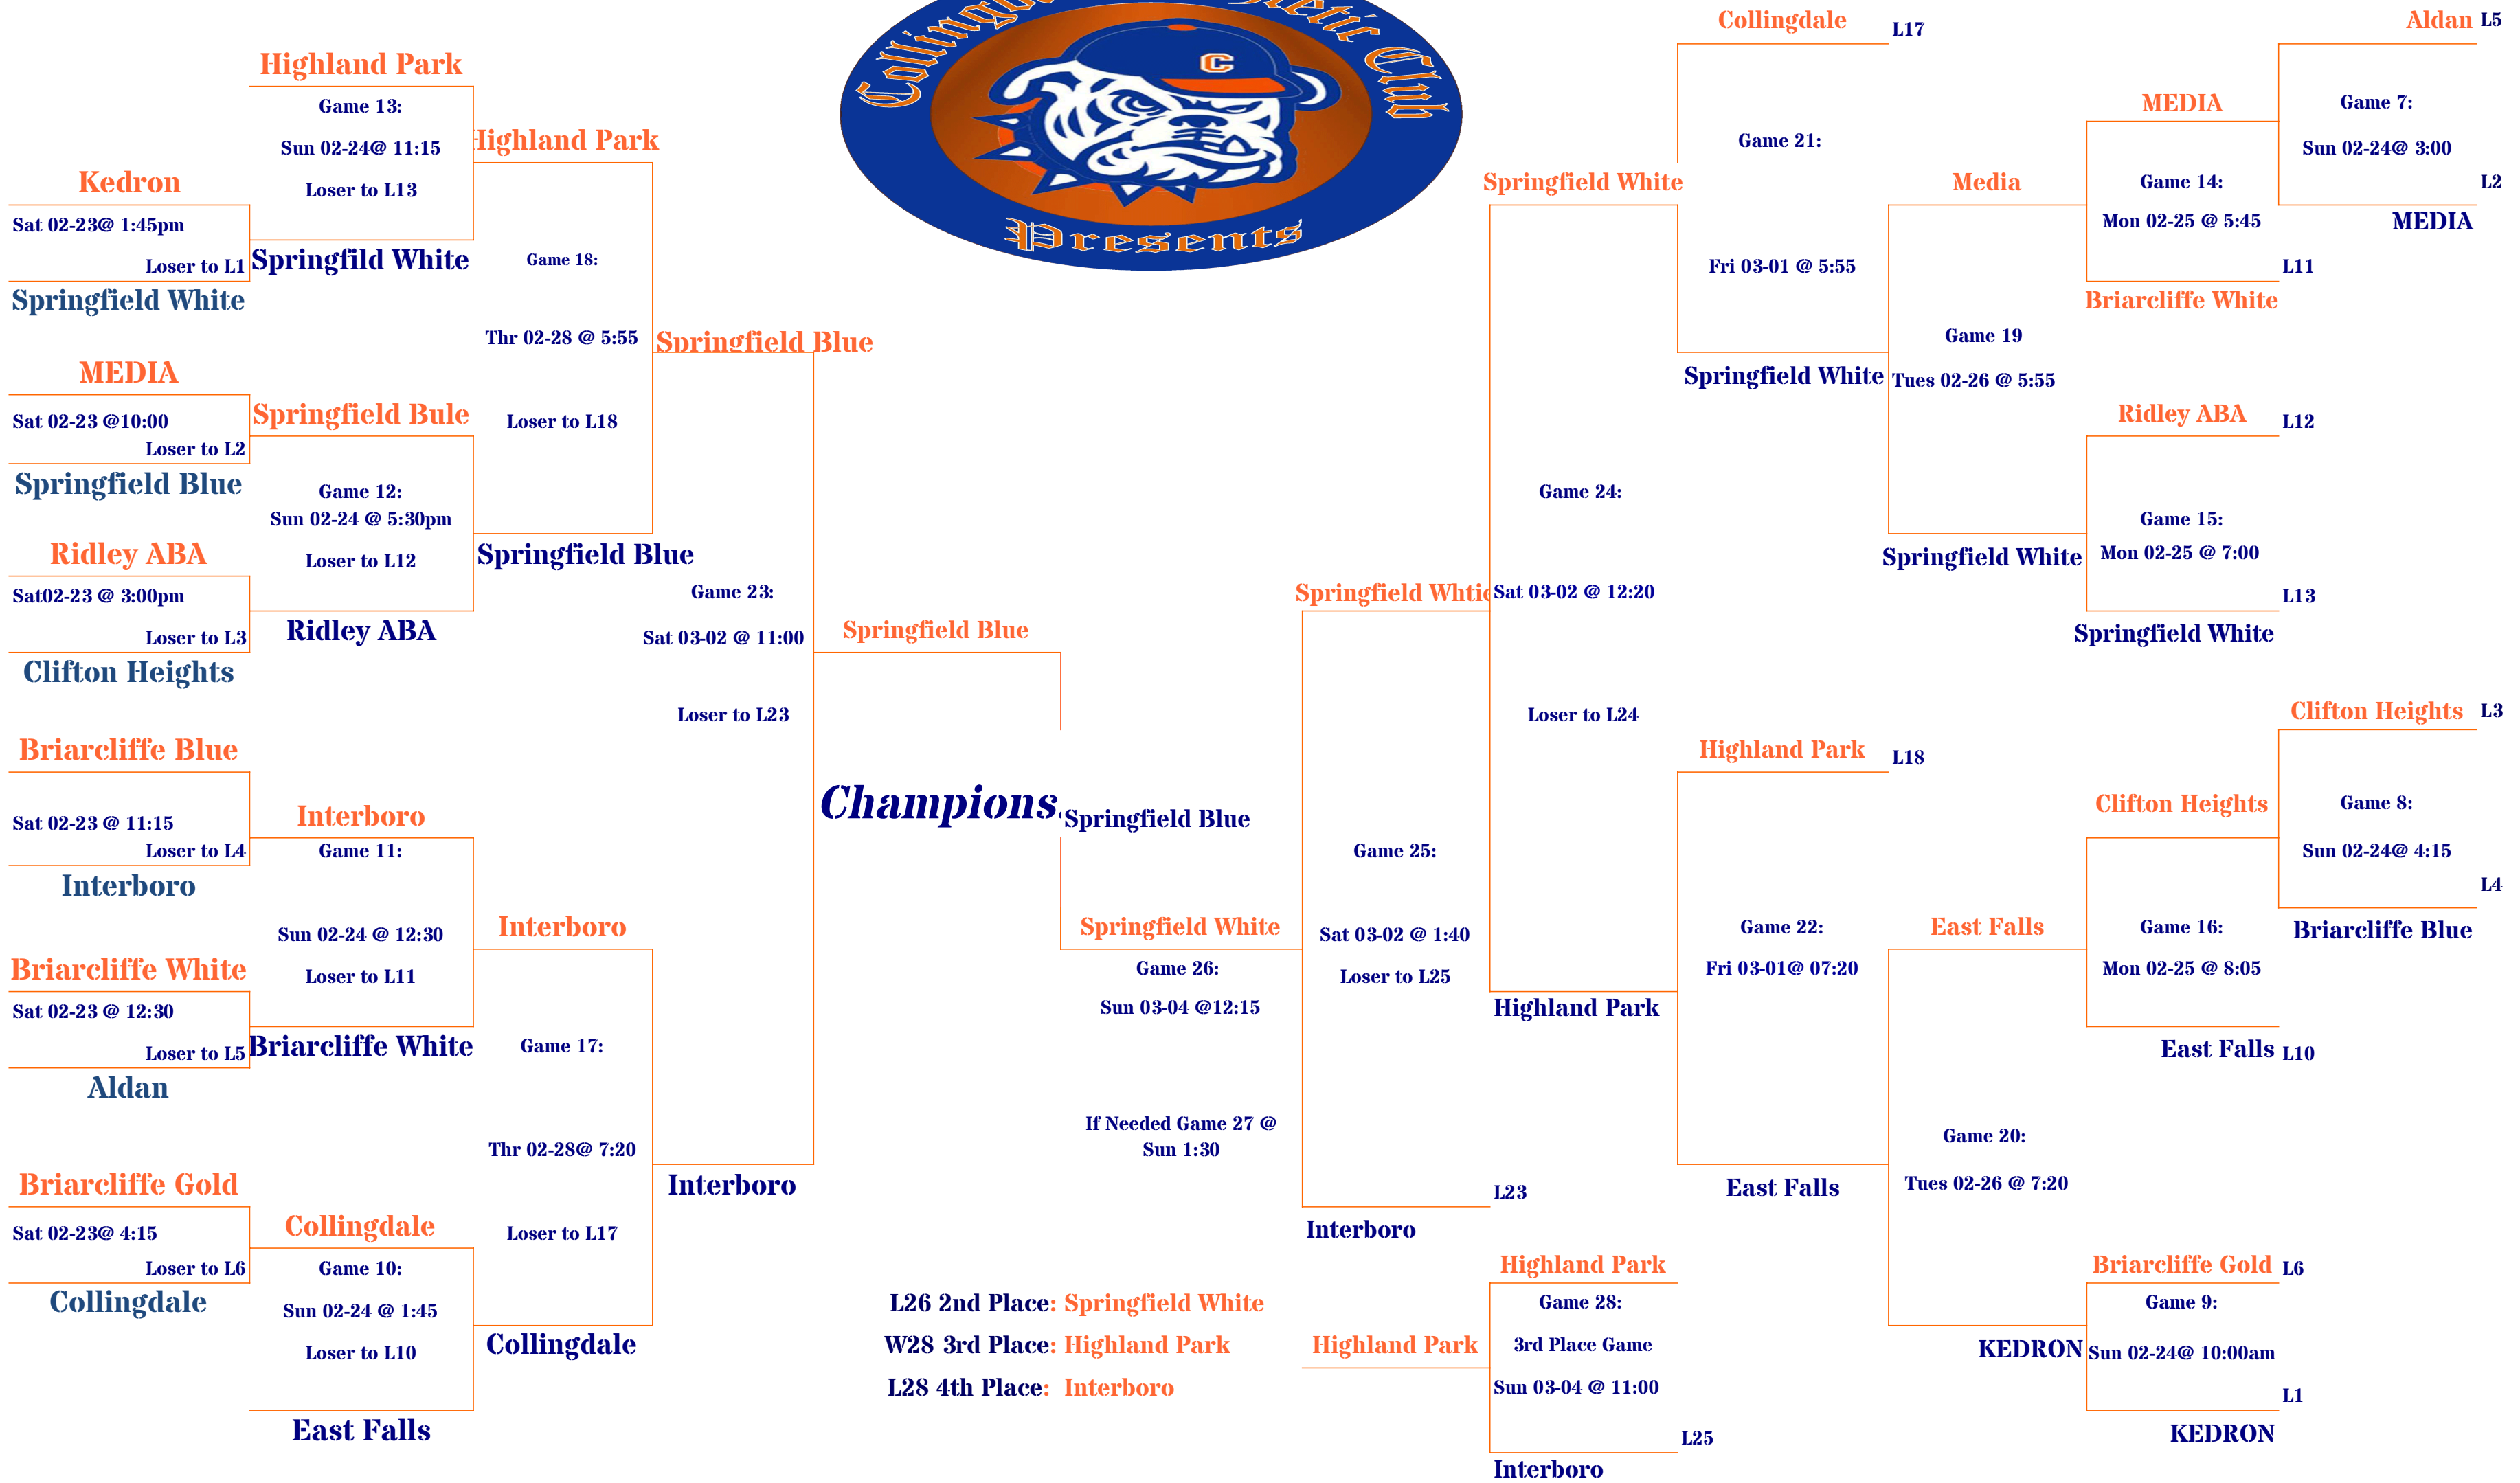 Collingdale
L17
Aldan L5
Highland Park
Game 13:
Sun 02-24@ 11:15
Loser to L13
Highland Park
Kedron
Sat 02-23@ 1:45pm
Loser to L1
Springfield White
Springfild White
Game 18:
Thr 02-28 @ 5:55
Loser to L18
Springfield Blue
MEDIA
Sat 02-23 @10:00
Loser to L2
Springfield Blue
Springfield Bule
Game 12:
Sun 02-24 @ 5:30pm
Loser to L12
Springfield Blue
Ridley ABA
Sat02-23 @ 3:00pm
Loser to L3
Clifton Heights
Ridley ABA
Game 23:
Sat 03-02 @ 11:00
Loser to L23
Springfield Blue
Briarcliffe Blue
Sat 02-23 @ 11:15
Loser to L4
Interboro
Interboro
Game 11:
Sun 02-24 @ 12:30
Loser to L11
Interboro
Briarcliffe White
Sat 02-23 @ 12:30
Loser to L5
Aldan
Briarcliffe White
Game 17:
Thr 02-28@ 7:20
Loser to L17
Interboro
Briarcliffe Gold
Sat 02-23@ 4:15
Loser to L6
Collingdale
Collingdale
Game 10:
Sun 02-24 @ 1:45
Loser to L10
Collingdale
East Falls
C
Club
Presents
Champions
Springfield Blue
Springfield White
Game 26:
Sun 03-04 @12:15
If Needed Game 27 @
Sun 1:30
L26 2nd Place: Springfield White
W28 3rd Place: Highland Park
L28 4th Place: Interboro
Springfield White
Game 21:
Fri 03-01 @ 5:55
Springfield White
Game 24:
Sat 03-02 @ 12:20
Loser to L24
Springfield Whtie
Game 25:
Sat 03-02 @ 1:40
Loser to L25
L23
Interboro
Highland Park
L18
Highland Park
Game 22:
Fri 03-01@ 07:20
East Falls
Highland Park
Game 28:
3rd Place Game
Sun 03-04 @ 11:00
Highland Park
L25
Interboro
MEDIA
Game 7:
Sun 02-24@ 3:00
L2
MEDIA
Media
Game 14:
Mon 02-25 @ 5:45
L11
Briarcliffe White
Game 19
Tues 02-26 @ 5:55
Ridley ABA
L12
Springfield White
Game 15:
Mon 02-25 @ 7:00
L13
Springfield White
Clifton Heights L3
Clifton Heights
Game 8:
Sun 02-24@ 4:15
L4
Briarcliffe Blue
East Falls
Game 16:
Mon 02-25 @ 8:05
East Falls L10
Game 20:
Tues 02-26 @ 7:20
Briarcliffe Gold L6
Game 9:
KEDRON
Sun 02-24@ 10:00am
L1
KEDRON